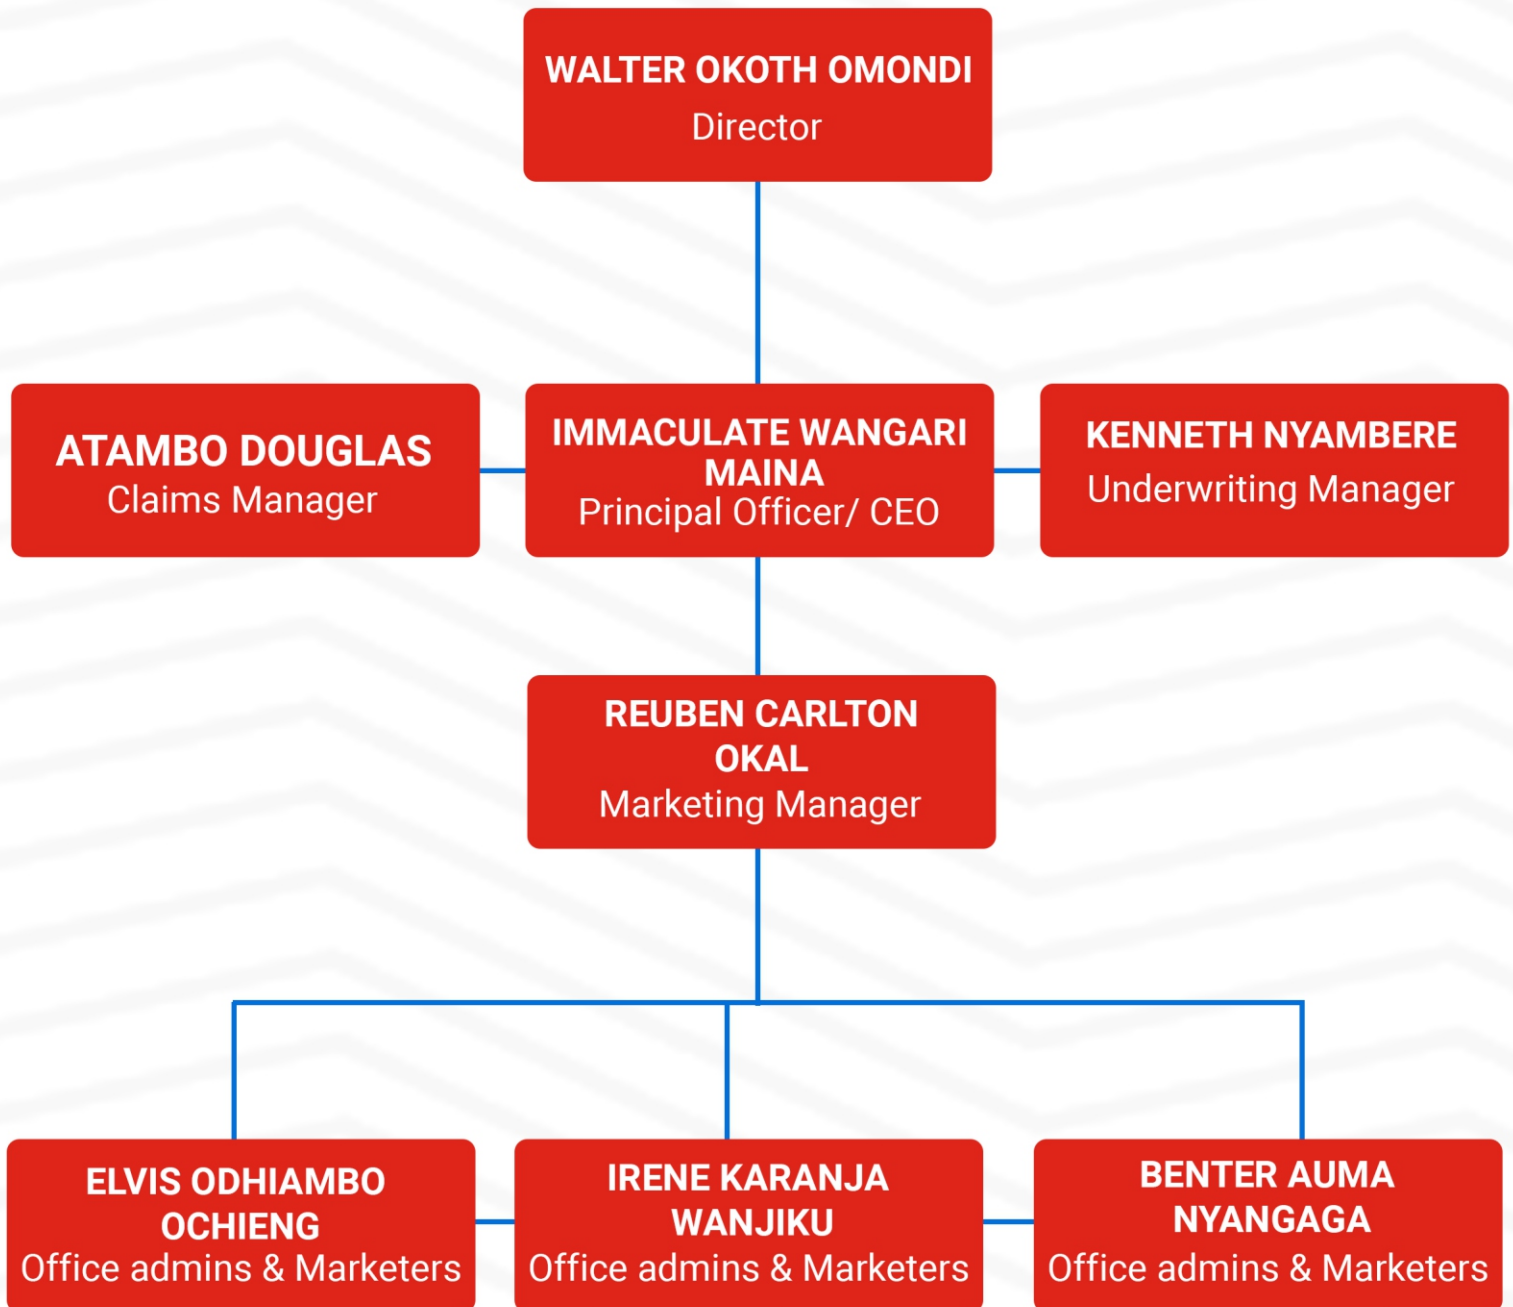 WALTER OKOTH OMONDI
Director
ATAMBO DOUGLAS
Claims Manager
IMMACULATE WANGARI
MAINA
Principal Officer/ CEO
KENNETH NYAMBERE
Underwriting Manager
REUBEN CARLTON
OKAL
Marketing Manager
ELVIS ODHIAMBO
OCHIENG
Office admins & Marketers
IRENE KARANJA
WANJIKU
Office admins & Marketers
BENTER AUMA
NYANGAGA
Office admins & Marketers